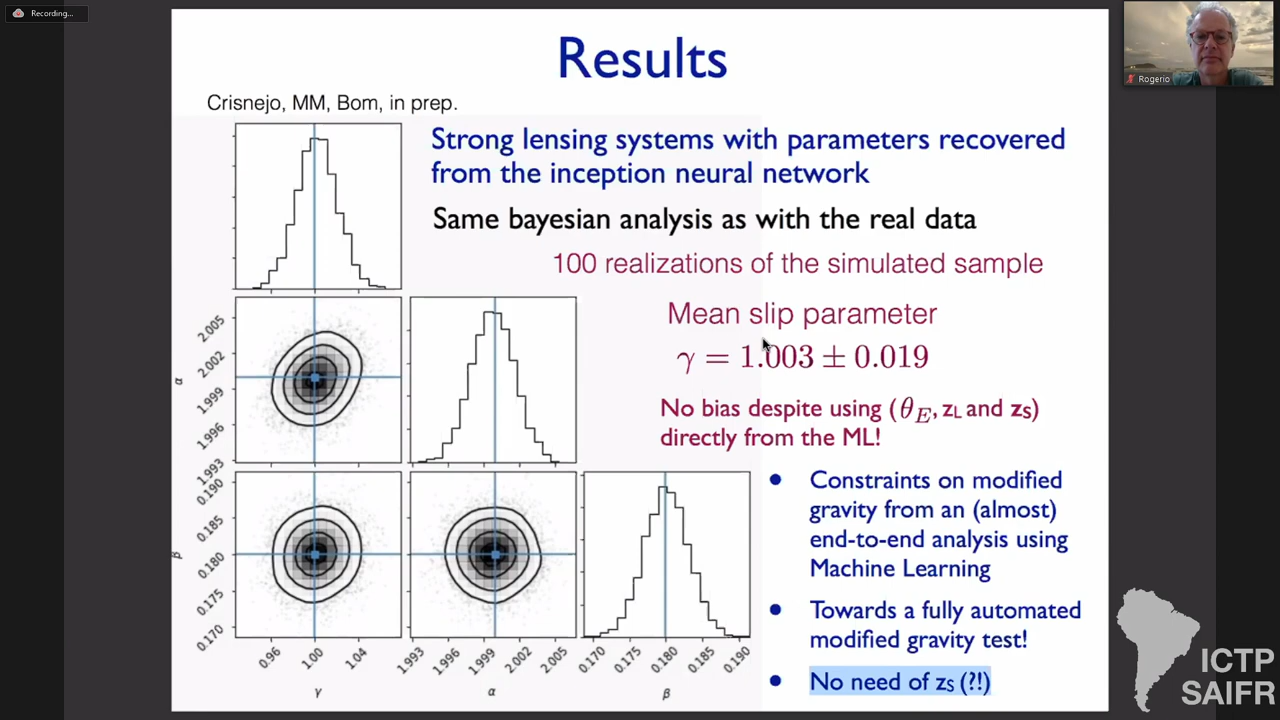 Recording...
Rogerio
Results
Crisnejo, MM, Bom, in prep.
Strong lensing systems with parameters recovered
from the inception neural network
Same bayesian analysis as with the real data
100 realizations of the simulated sample
Mean slip parameter
γ = 1.003 ± 0.019
No bias despite using (θ_E, z_L and z_S)
directly from the ML!
• Constraints on modified
gravity from an (almost)
end-to-end analysis using
Machine Learning
• Towards a fully automated
modified gravity test!
• No need of z_S (?!)
α
2.005
2.002
1.999
1.996
1.993
β
0.190
0.185
0.180
0.175
0.170
0.96 1.00 1.04
γ
1.993 1.996 1.999 2.002 2.005
α
0.170 0.175 0.180 0.185 0.190
β
ICTP
SAIFR